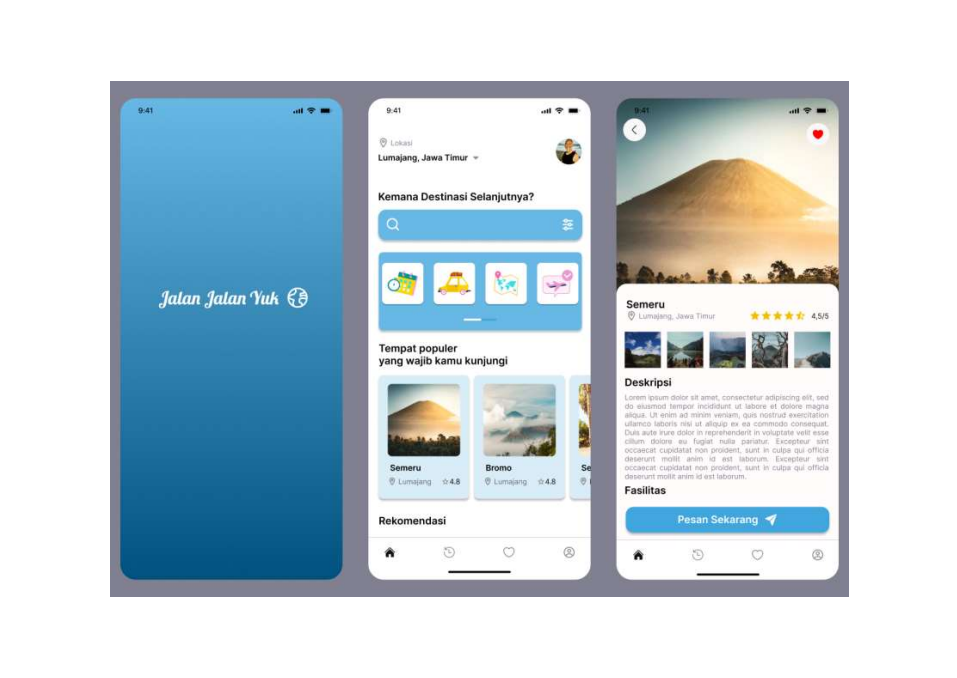 9:41
Jalan Jalan Yuk
9:41
Lokasi
Lumajang, Jawa Timur
Kemana Destinasi Selanjutnya?
Tempat populer
yang wajib kamu kunjungi
Semeru
Lumajang 4.8
Bromo
Lumajang 4.8
Se
Rekomendasi
9:41
Semeru
Lumajang, Jawa Timur 4,5/5
Deskripsi
Lorem ipsum dolor sit amet, consectetur adipiscing elit, sed
do eiusmod tempor incididunt ut labore et dolore magna
aliqua. Ut enim ad minim veniam, quis nostrud exercitation
ullamco laboris nisi ut aliquip ex ea commodo consequat.
Duis aute irure dolor in reprehenderit in voluptate velit esse
cillum dolore eu fugiat nulla pariatur. Excepteur sint
occaecat cupidatat non proident, sunt in culpa qui officia
deserunt mollit anim id est laborum. Excepteur sint
occaecat cupidatat non proident, sunt in culpa qui officia
deserunt mollit anim id est laborum.
Fasilitas
Pesan Sekarang